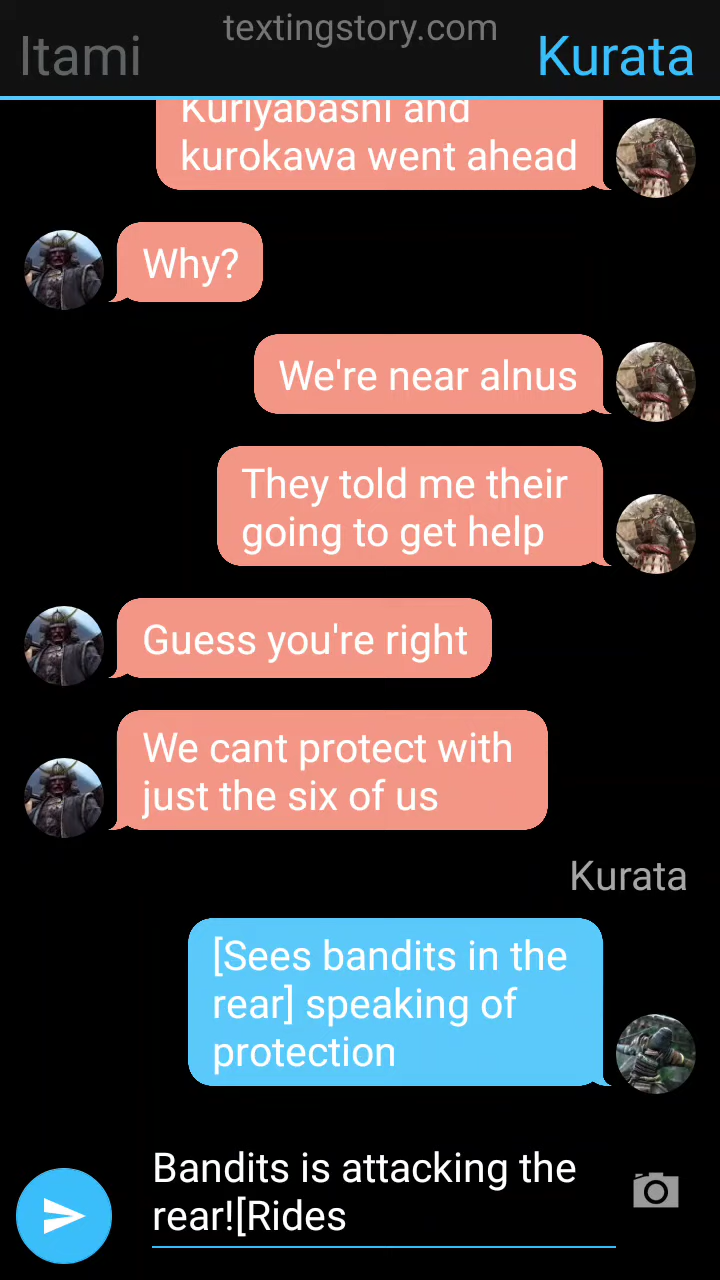 textingstory.com
Itami
Kurata
Kuriyabashi and
kurokawa went ahead
Why?
We're near alnus
They told me their
going to get help
Guess you're right
We cant protect with
just the six of us
Kurata
[Sees bandits in the
rear] speaking of
protection
Bandits is attacking the
rear![Rides